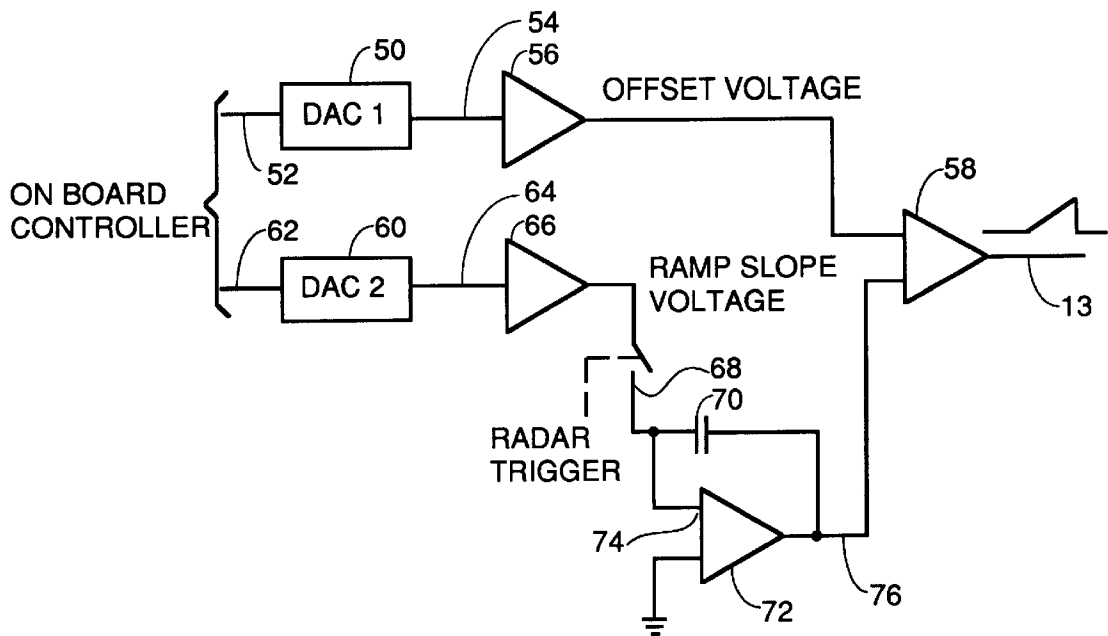 50
54
56
DAC 1
OFFSET VOLTAGE
52
58
ON BOARD
CONTROLLER
62
60
64
66
DAC 2
RAMP SLOPE
VOLTAGE
13
68
70
RADAR
TRIGGER
74
72
76